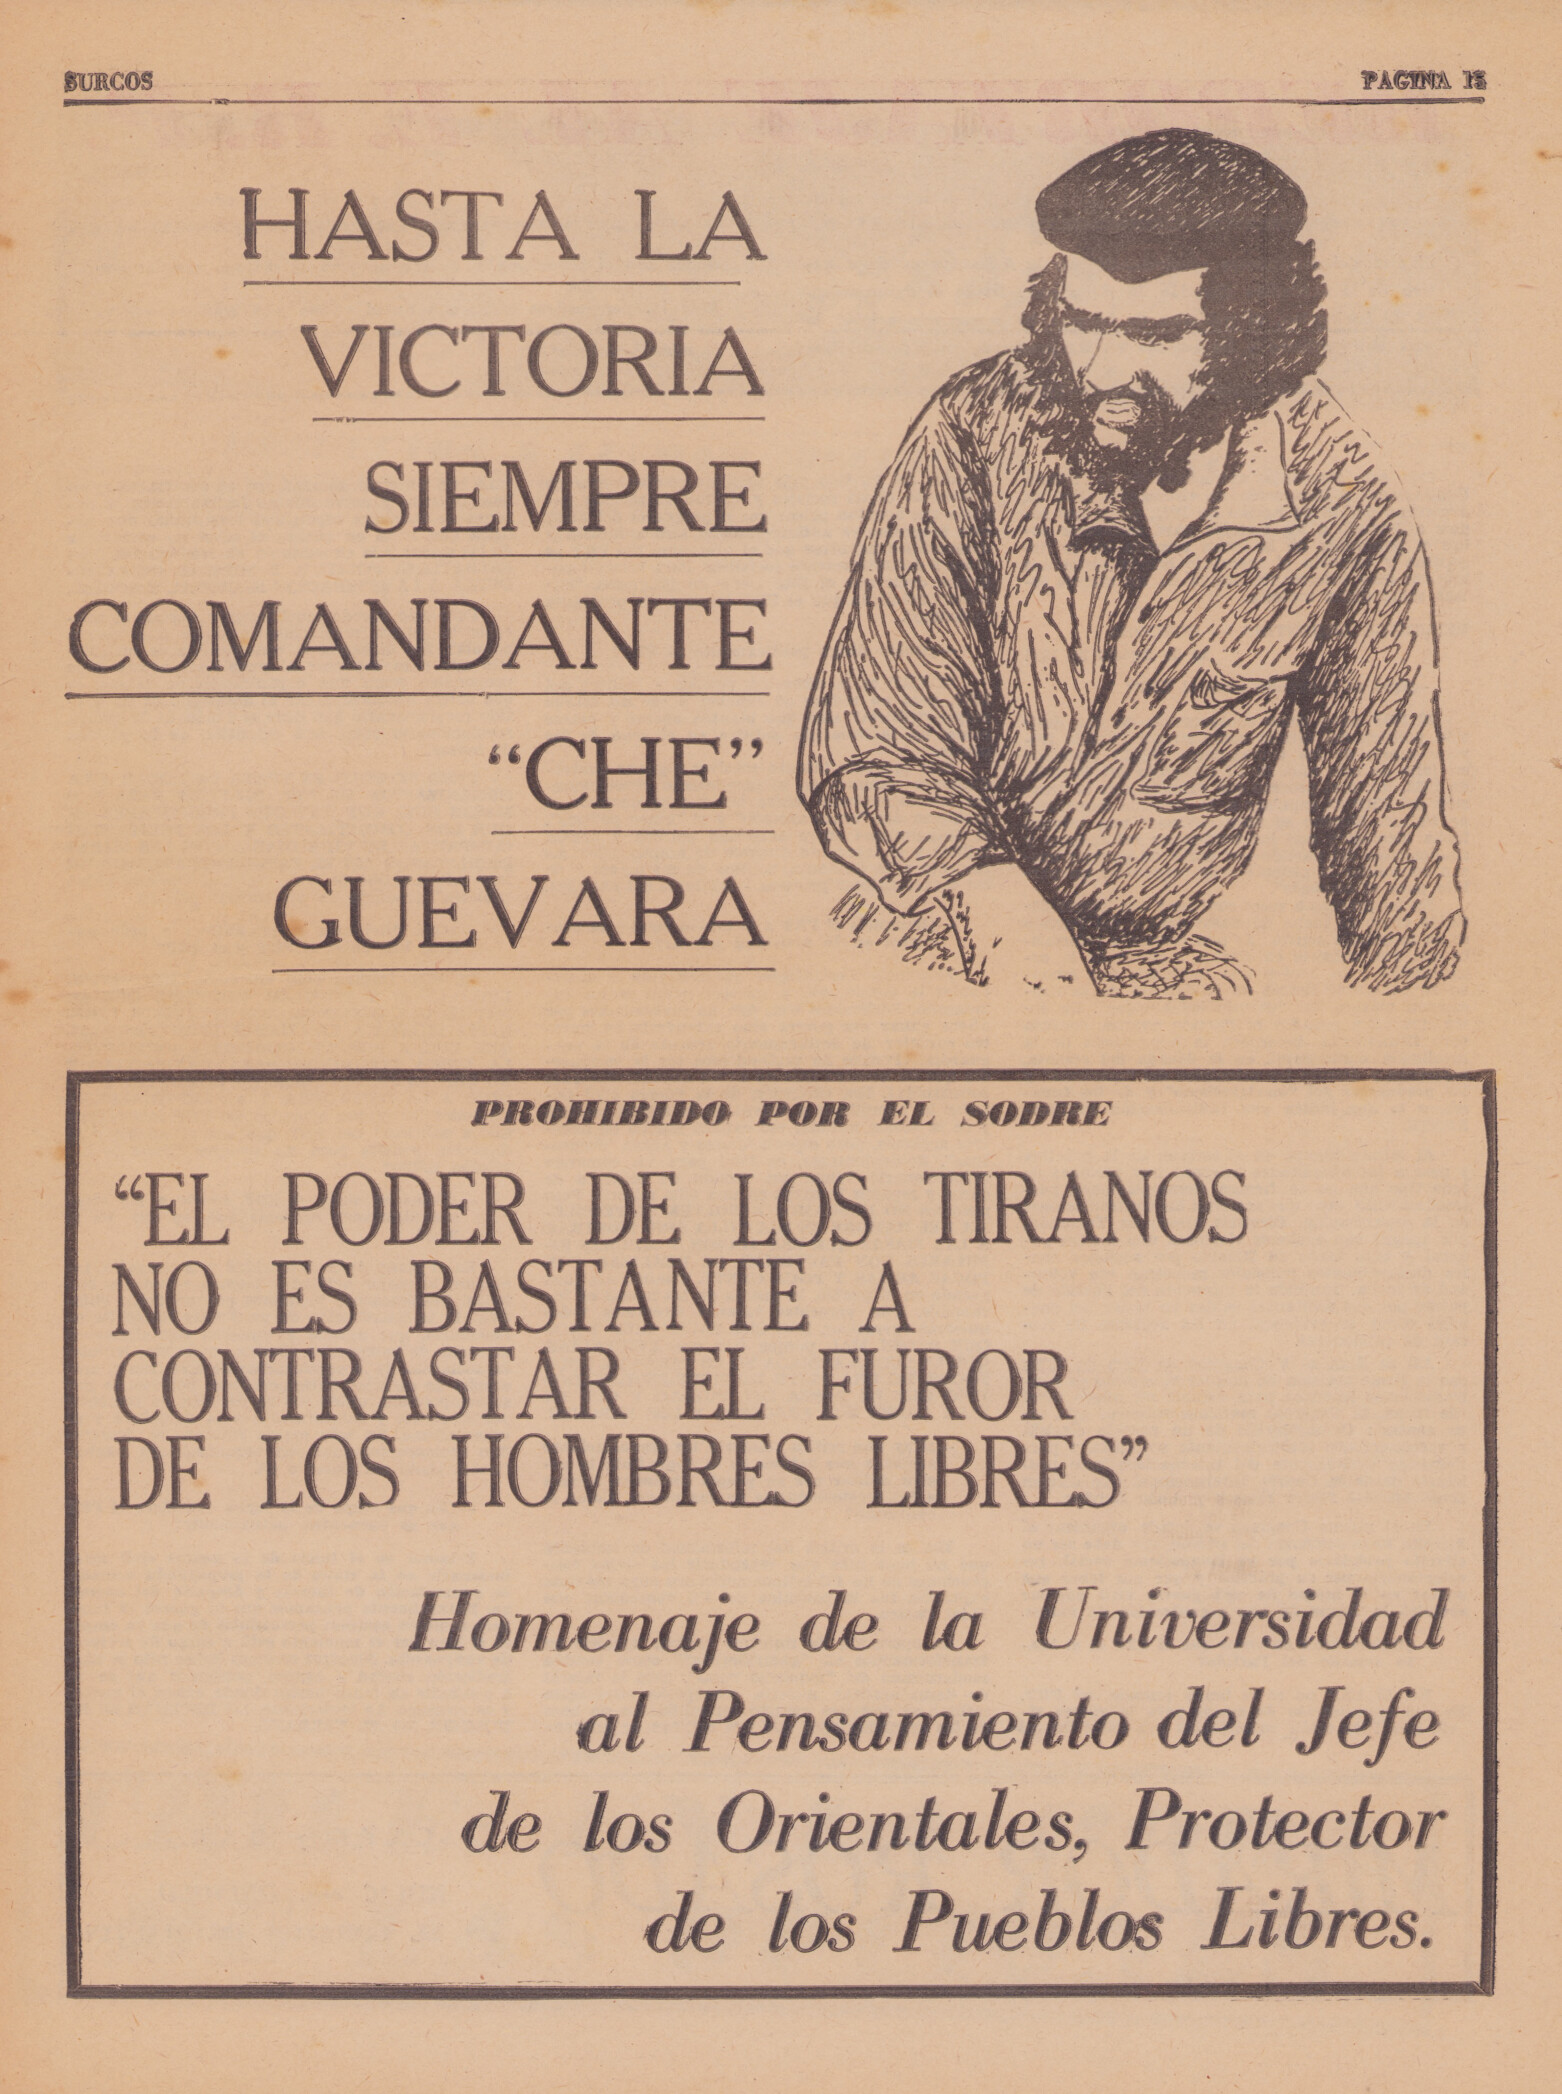 SURCOS
PAGINA 15
HASTA LA
VICTORIA
SIEMPRE
COMANDANTE
“CHE”
GUEVARA
PROHIBIDO POR EL SODRE
“EL PODER DE LOS TIRANOS
NO ES BASTANTE A
CONTRASTAR EL FUROR
DE LOS HOMBRES LIBRES”
Homenaje de la Universidad
al Pensamiento del Jefe
de los Orientales, Protector
de los Pueblos Libres.